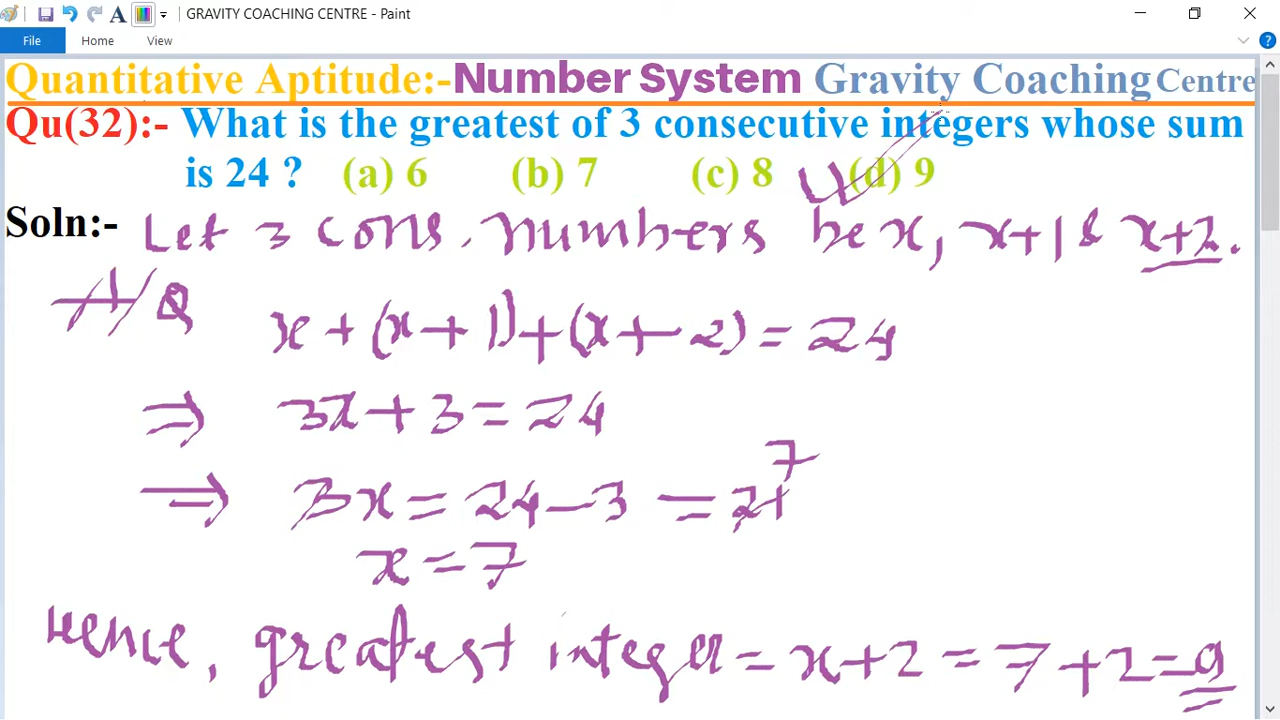 GRAVITY COACHING CENTRE - Paint
File Home View
Quantitative Aptitude:-Number System Gravity Coaching Centre
Qu(32):- What is the greatest of 3 consecutive integers whose sum
is 24 ? (a) 6 (b) 7 (c) 8 (d) 9
Soln:- Let 3 cons. numbers be x, x+1 & x+2.
A/Q
x + (x + 1) + (x + 2) = 24
⇒ 3x + 3 = 24
7
⇒ 3x = 24 - 3 = 21
x = 7
Hence, greatest integer = x + 2 = 7 + 2 = 9